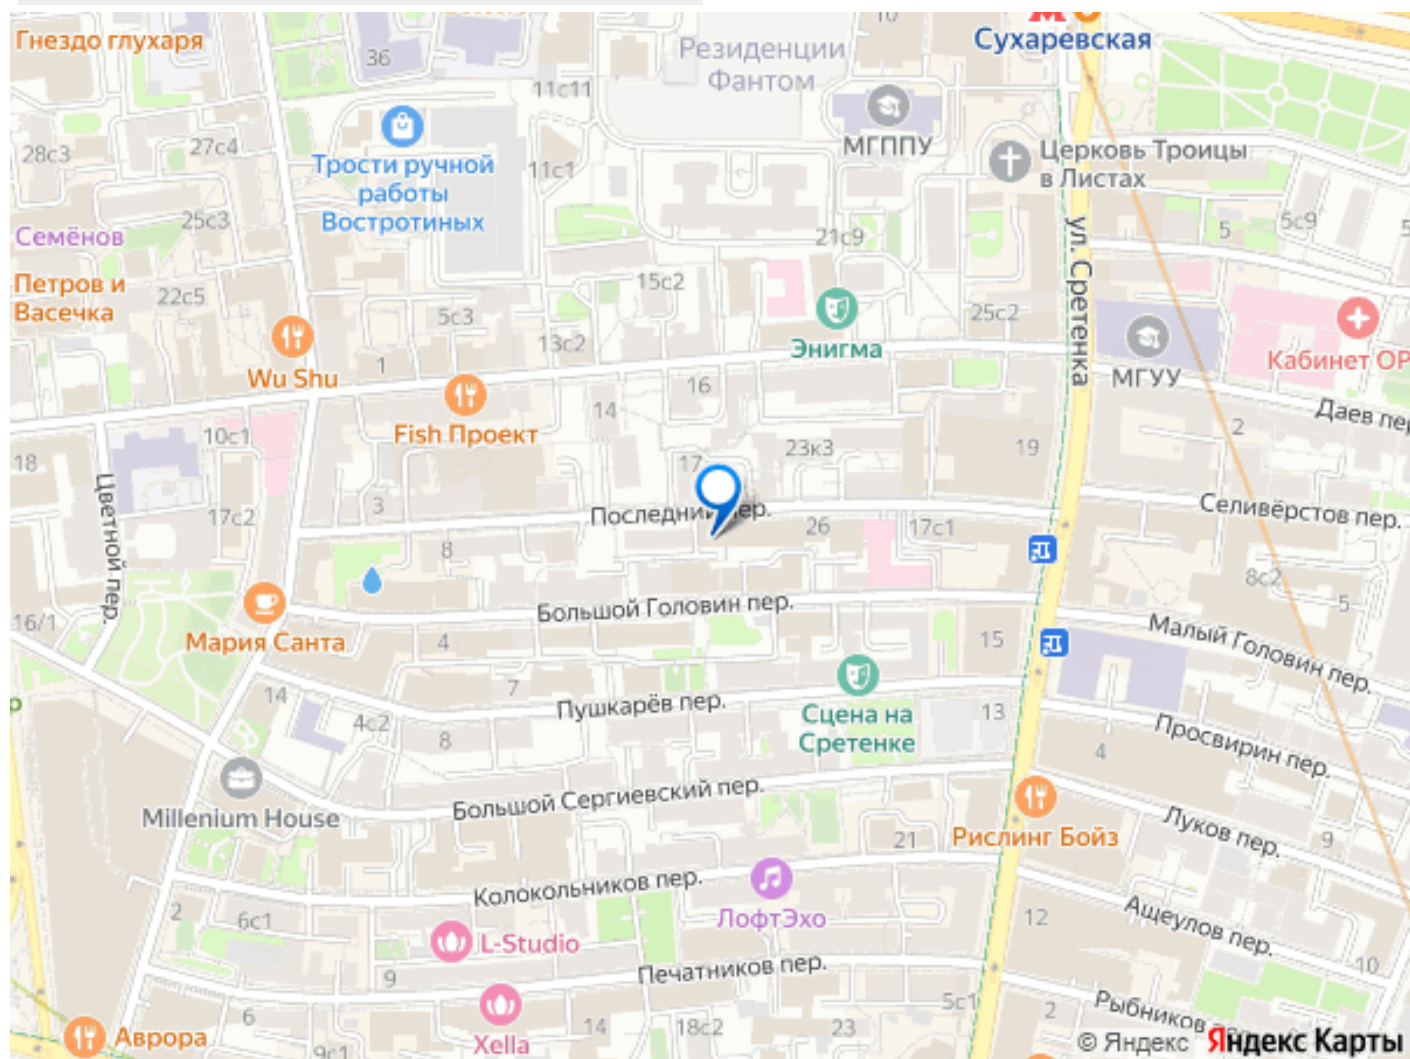 Гнездо глухаря
36
10
Сухаревская
Резиденции
Фантом
11с11
28с3
27с4
Трости ручной
работы
Востротиных
11с1
МГППУ
Церковь Троицы
в Листах
25с3
Семёнов
21с9
ул. Сретенка
5
5с9
5
Петров и
Васечка
22с5
15с2
5с3
13с2
Энигма
25с2
МГУУ
Кабинет ОР
Wu Shu
1
16
Fish Проект
14
Даев пер
2
10с1
18
Цветной пер.
17
23к3
19
3
17с2
Последний пер.
26
17с1
Селивёрстов пер.
8
8с2
5
16/1
Мария Санта
Большой Головин пер.
4
15
Малый Головин пер.
7
14
4с2
Пушкарёв пер.
Сцена на
Сретенке
13
8
4
Просвирин пер.
Millenium House
Большой Сергиевский пер.
Рислинг Бойз
21
Луков пер.
9
Колокольников пер.
ЛофтЭхо
2
6с1
L-Studio
12
Ащеулов пер.
9
Печатников пер.
10
5с1
2
Рыбников
6
Аврора
9с1
Xella
14
18с2
23
© Яндекс Яндекс Карты